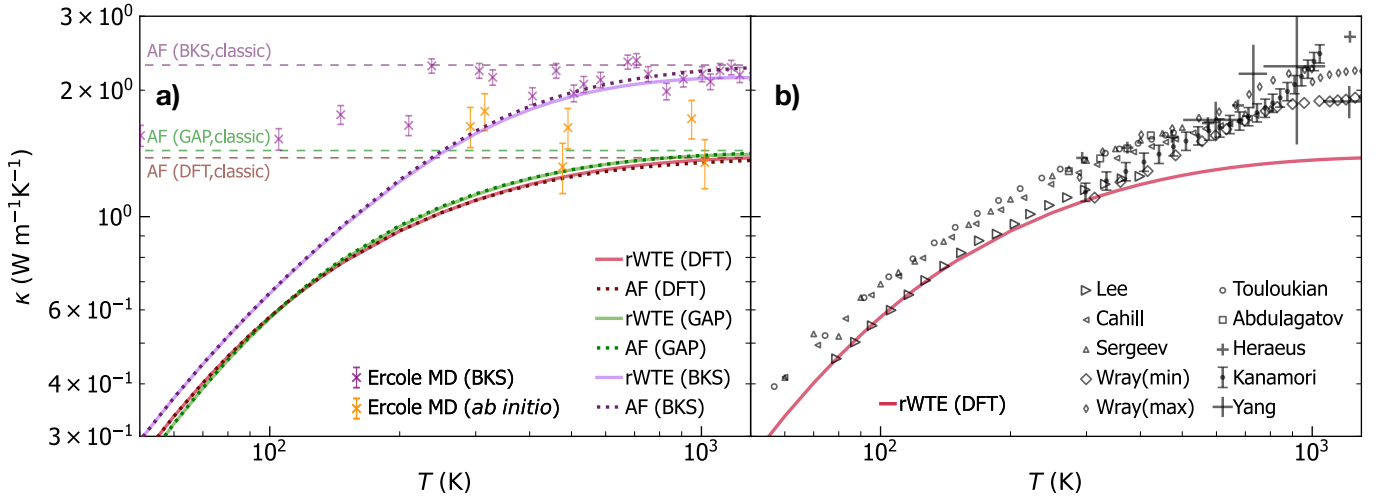 3 × 10⁰
2 × 10⁰
10⁰
6 × 10⁻¹
4 × 10⁻¹
3 × 10⁻¹
κ (W m⁻¹K⁻¹)
AF (BKS,classic)
a)
AF (GAP,classic)
AF (DFT,classic)
rWTE (DFT)
AF (DFT)
rWTE (GAP)
AF (GAP)
rWTE (BKS)
AF (BKS)
Ercole MD (BKS)
Ercole MD (ab initio)
10²
10³
T (K)
b)
rWTE (DFT)
Lee
Cahill
Sergeev
Wray(min)
Wray(max)
Touloukian
Abdulagatov
Heraeus
Kanamori
Yang
10²
10³
T (K)